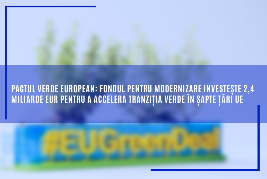 PACTUL VERDE EUROPEAN: FONDUL PENTRU MODERNIZARE INVESTEȘTE 2,4
MILIARDE EUR PENTRU A ACCELERA TRANZIȚIA VERDE ÎN ȘAPTE ȚĂRI UE
#EUGreenDeal